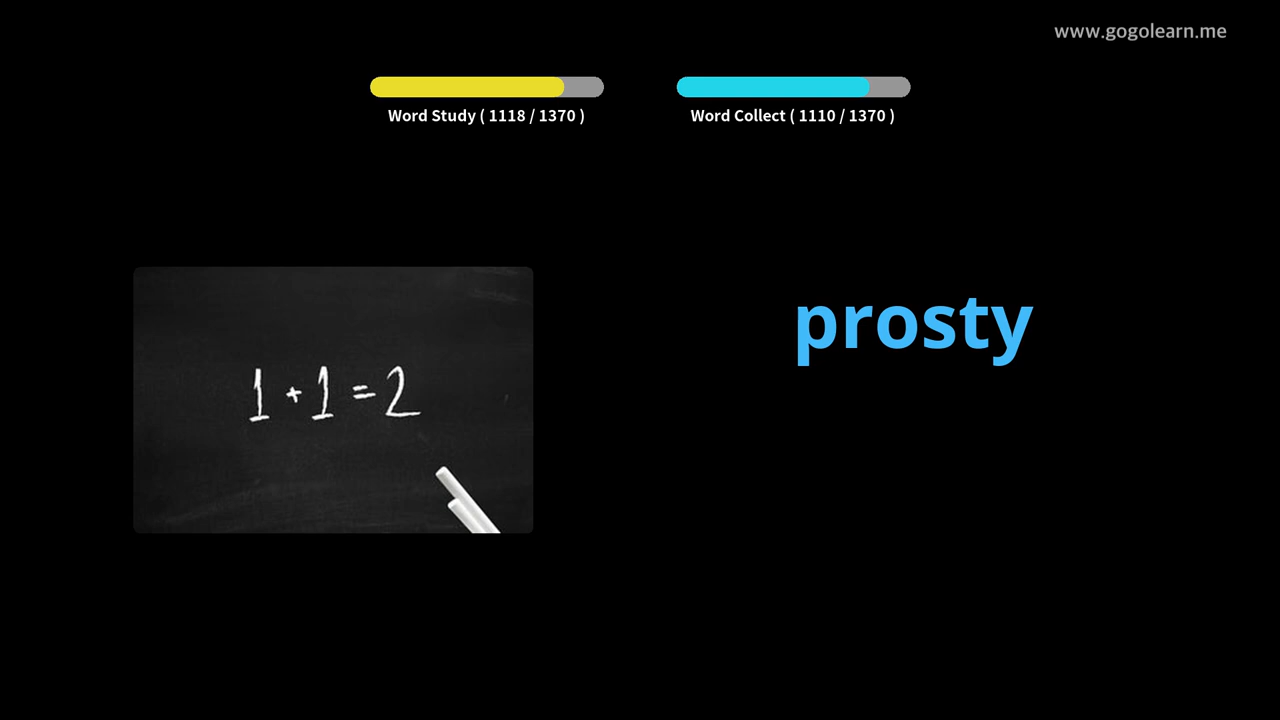 www.gogolearn.me
Word Study ( 1118 / 1370 )
Word Collect ( 1110 / 1370 )
prosty
1 + 1 = 2